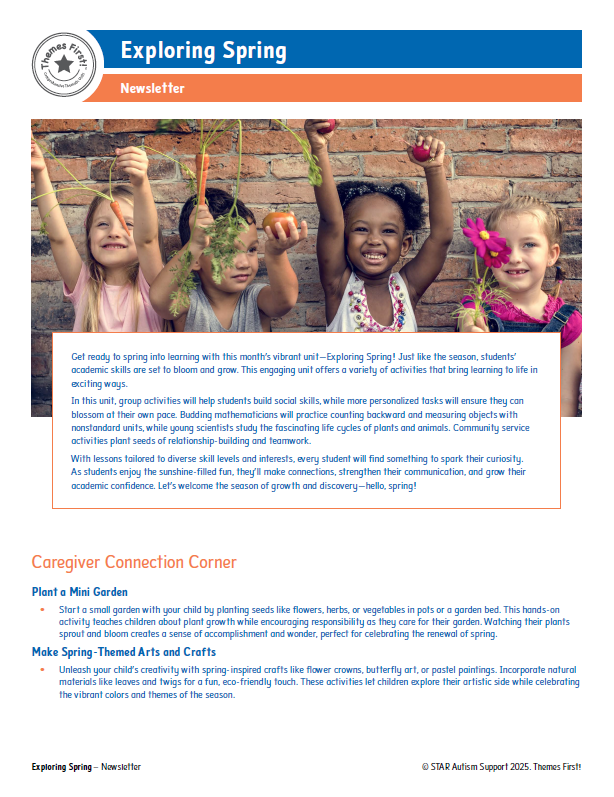 Themes First!
Comprehensive Thematic Units
Exploring Spring
Newsletter
Get ready to spring into learning with this month's vibrant unit—Exploring Spring! Just like the season, students'
academic skills are set to bloom and grow. This engaging unit offers a variety of activities that bring learning to life in
exciting ways.
In this unit, group activities will help students build social skills, while more personalized tasks will ensure they can
blossom at their own pace. Budding mathematicians will practice counting backward and measuring objects with
nonstandard units, while young scientists study the fascinating life cycles of plants and animals. Community service
activities plant seeds of relationship-building and teamwork.
With lessons tailored to diverse skill levels and interests, every student will find something to spark their curiosity.
As students enjoy the sunshine-filled fun, they'll make connections, strengthen their communication, and grow their
academic confidence. Let's welcome the season of growth and discovery—hello, spring!
Caregiver Connection Corner
Plant a Mini Garden
• Start a small garden with your child by planting seeds like flowers, herbs, or vegetables in pots or a garden bed. This hands-on
activity teaches children about plant growth while encouraging responsibility as they care for their garden. Watching their plants
sprout and bloom creates a sense of accomplishment and wonder, perfect for celebrating the renewal of spring.
Make Spring-Themed Arts and Crafts
• Unleash your child's creativity with spring-inspired crafts like flower crowns, butterfly art, or pastel paintings. Incorporate natural
materials like leaves and twigs for a fun, eco-friendly touch. These activities let children explore their artistic side while celebrating
the vibrant colors and themes of the season.
Exploring Spring – Newsletter
© STAR Autism Support 2025. Themes First!